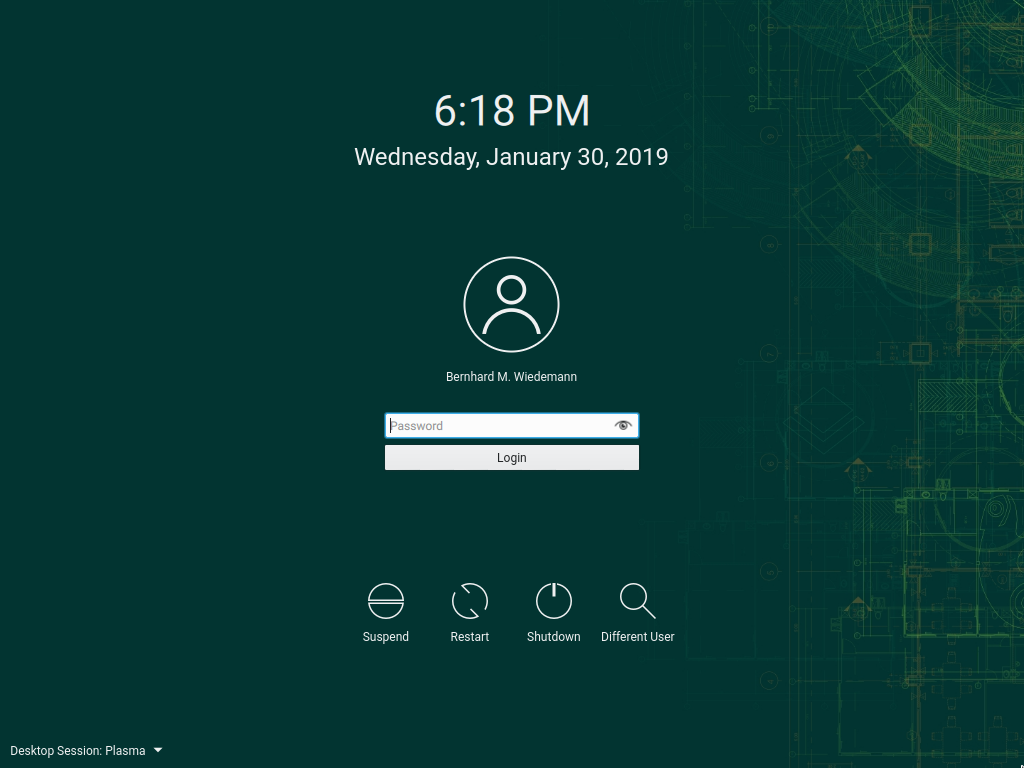 6:18 PM
Wednesday, January 30, 2019
Bernhard M. Wiedemann
Password
Login
Suspend
Restart
Shutdown
Different User
Desktop Session: Plasma